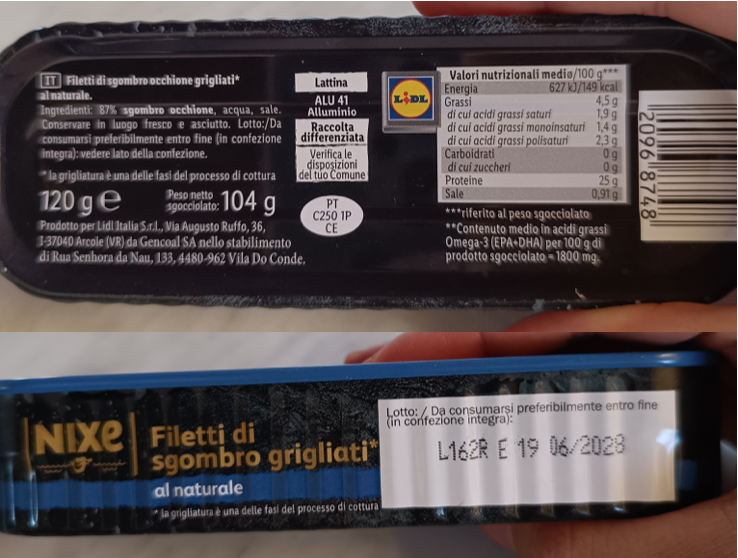 IT Filetti di sgombro occhione grigliati*
al naturale.
Ingredienti: 87% sgombro occhione, acqua, sale.
Conservare in luogo fresco e asciutto. Lotto:/Da
consumarsi preferibilmente entro fine (in confezione
integra): vedere lato della confezione.
* la grigliatura è una delle fasi del processo di cottura
120 g e Peso netto sgocciolato: 104 g
Prodotto per Lidl Italia S.r.l., Via Augusto Ruffo, 36,
I-37040 Arcole (VR) da Gencoal SA nello stabilimento
di Rua Senhora da Nau, 133, 4480-962 Vila Do Conde.
Lattina
ALU 41
Alluminio
Raccolta
differenziata
Verifica le
disposizioni
del tuo Comune
PT
C250 1P
CE
LIDL
Valori nutrizionali medi ø/100 g***
Energia 627 kJ/149 kcal
Grassi 4,5 g
di cui acidi grassi saturi 1,9 g
di cui acidi grassi monoinsaturi 1,4 g
di cui acidi grassi polisaturi 2,3 g
Carboidrati 0 g
di cui zuccheri 0 g
Proteine 25 g
Sale 0,91 g
***riferito al peso sgocciolato
**Contenuto medio in acidi grassi
Omega-3 (EPA+DHA) per 100 g di
prodotto sgocciolato = 1800 mg.
20968748
NIXE
Filetti di
sgombro grigliati*
al naturale
* la grigliatura è una delle fasi del processo di cottura
Lotto: / Da consumarsi preferibilmente entro fine
(in confezione integra):
L162R E 19 06/2028